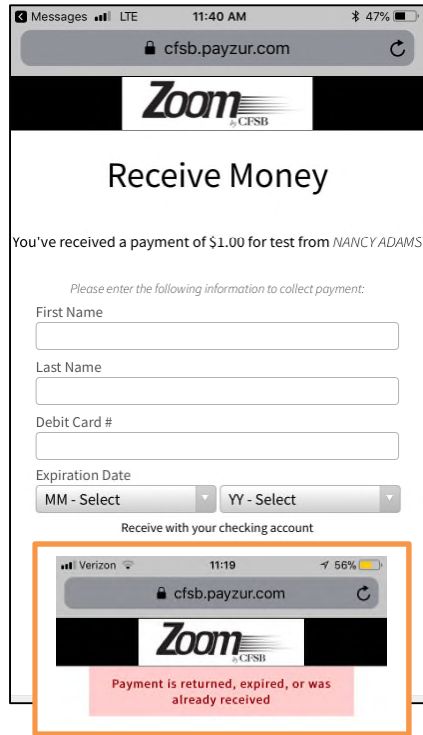 Messages LTE 11:40 AM 47%
cfsb.payzur.com
Zoom
by CFSB
Receive Money
You've received a payment of $1.00 for test from NANCY ADAMS
Please enter the following information to collect payment:
First Name
Last Name
Debit Card #
Expiration Date
MM - Select YY - Select
Receive with your checking account
Verizon 11:19 56%
cfsb.payzur.com
Zoom
by CFSB
Payment is returned, expired, or was
already received